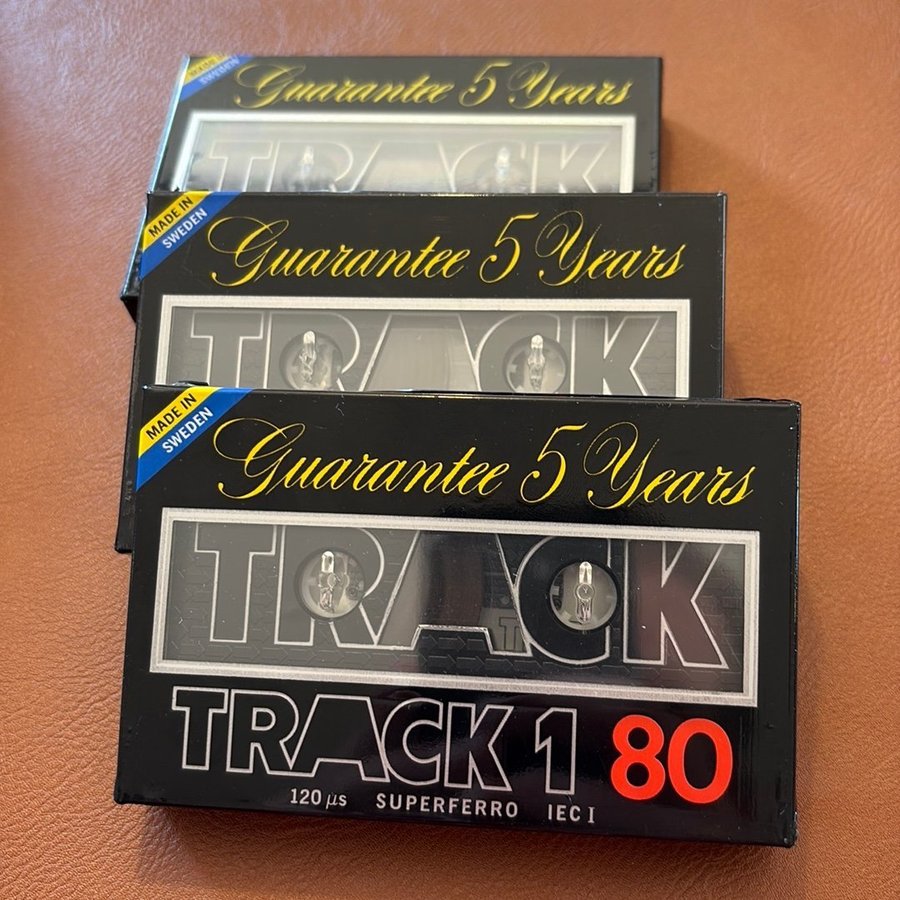 MADE IN
SWEDEN
Guarantee 5 Years
TRACK
MADE IN
SWEDEN
Guarantee 5 Years
TRACK
MADE IN
SWEDEN
Guarantee 5 Years
TRACK
TRACK 1 80
120 µs SUPERFERRO IEC I